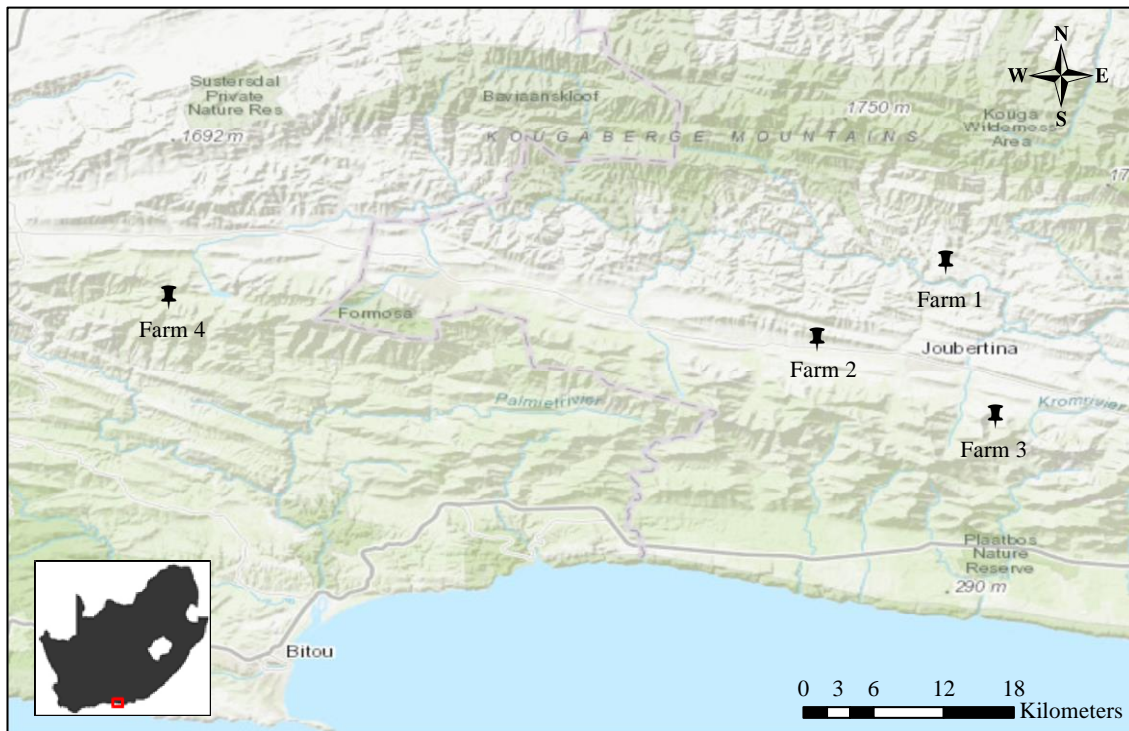 N
W E
S
Sustersdal
Private
Nature Res
1692 m
Baviaanskloof
1750 m
Kouga
Wilderness
Area
KOUGABERGE MOUNTAINS
Farm 1
Farm 4
Formosa
Joubertina
Farm 2
Palmietrivier
Kromrivier
Farm 3
Plaatbos
Nature
Reserve
290 m
Bitou
0 3 6 12 18
Kilometers